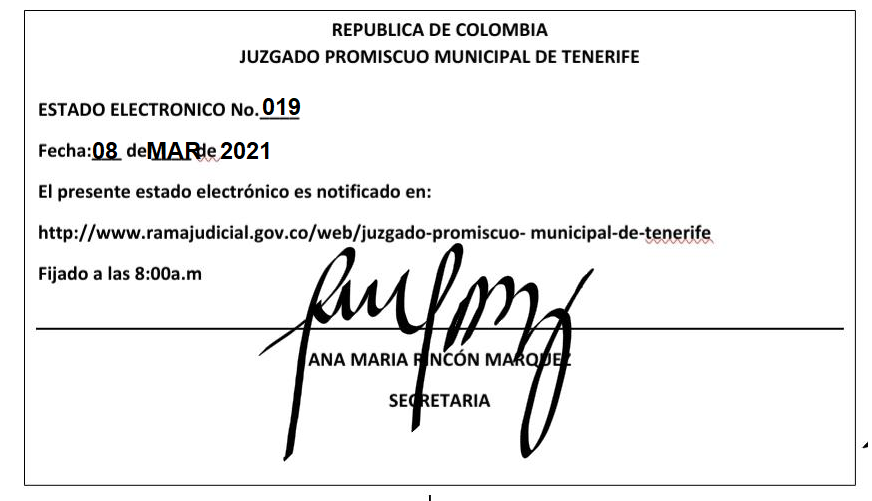 REPUBLICA DE COLOMBIA
JUZGADO PROMISCUO MUNICIPAL DE TENERIFE
ESTADO ELECTRONICO No. 019
Fecha: 08 de MAR de 2021
El presente estado electrónico es notificado en:
http://www.ramajudicial.gov.co/web/juzgado-promiscuo- municipal-de-tenerife
Fijado a las 8:00a.m
ANA MARIA RINCÓN MARQUEZ
SECRETARIA